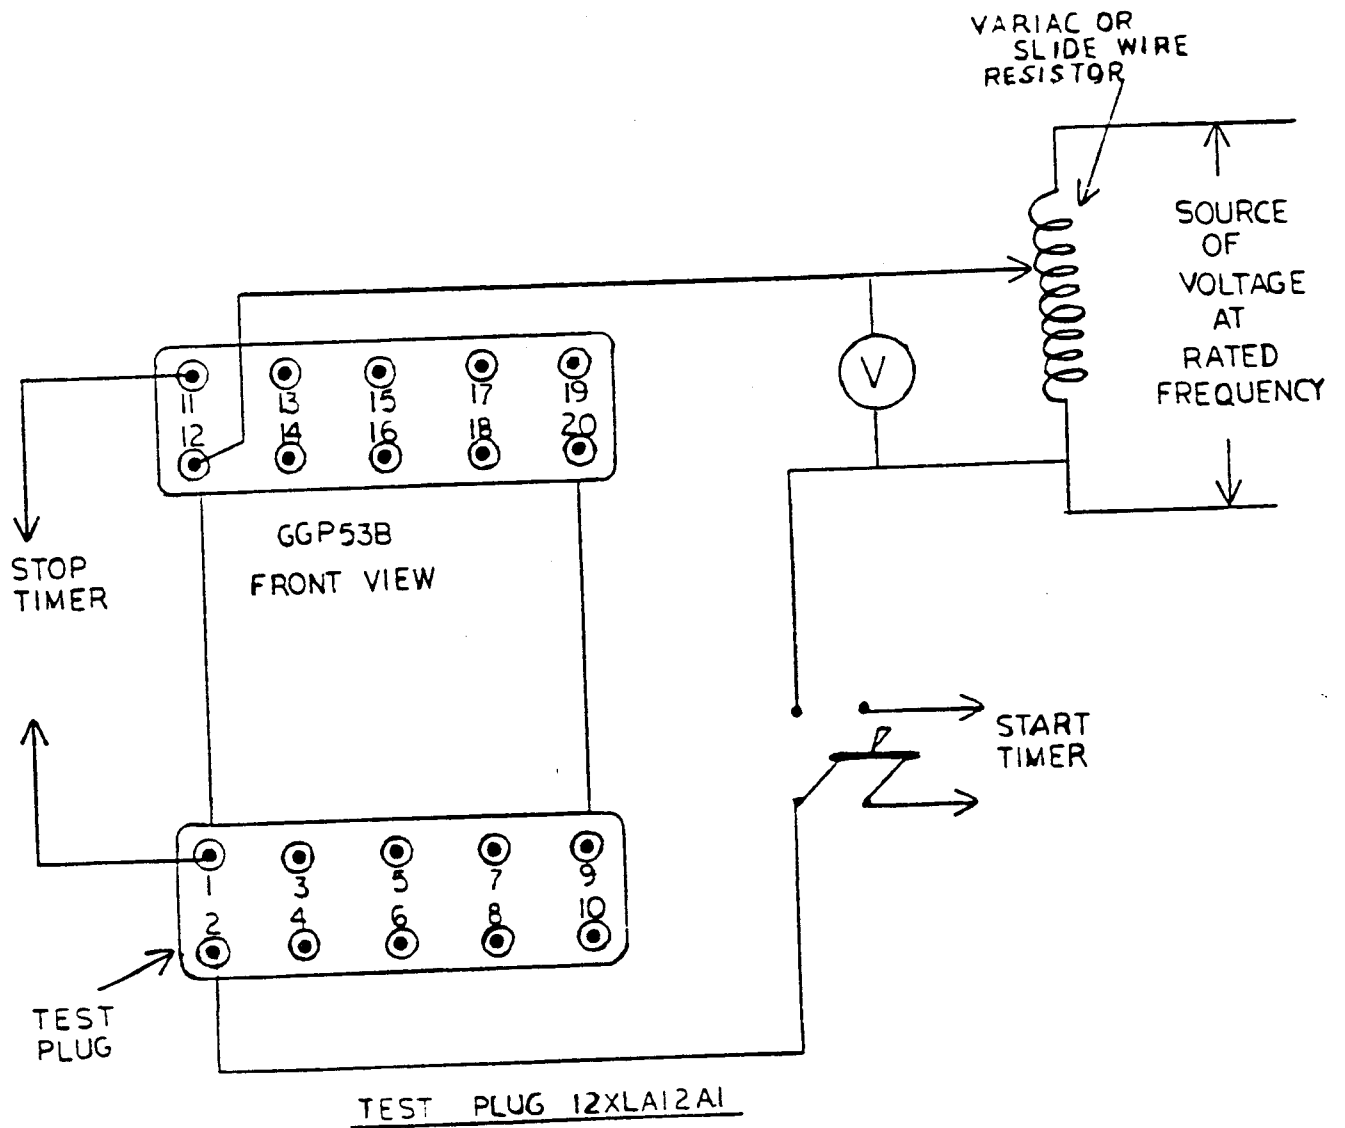 VARIAC OR
SLIDE WIRE
RESISTOR
SOURCE
OF
VOLTAGE
AT
RATED
FREQUENCY
V
11 13 15 17 19
12 14 16 18 20
GGP53B
FRONT VIEW
STOP
TIMER
START
TIMER
1 3 5 7 9
2 4 6 8 10
TEST
PLUG
TEST PLUG 12XLA12A1